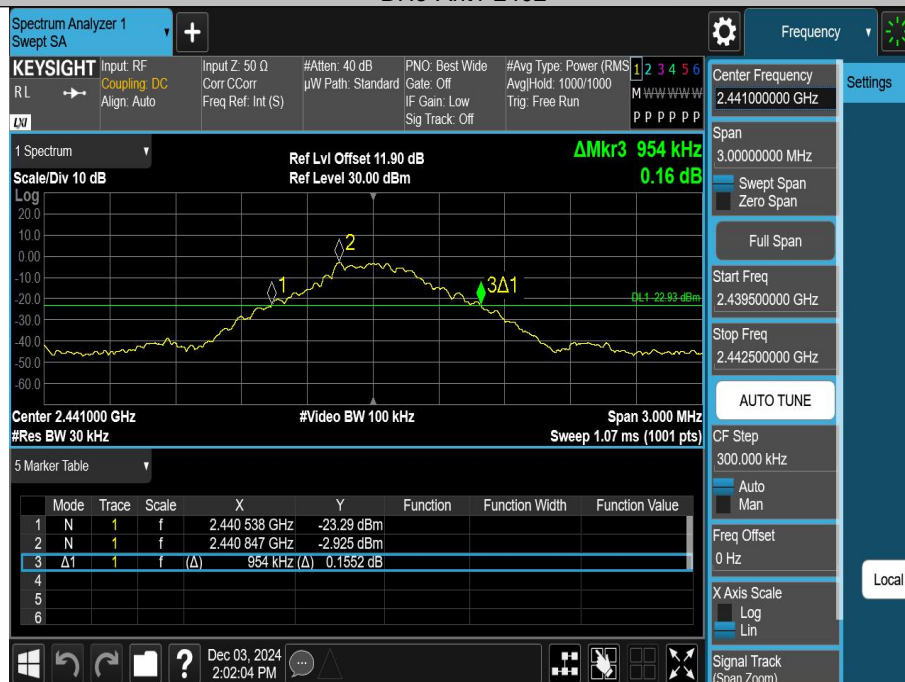 Spectrum Analyzer 1
Swept SA
Frequency
KEYSIGHT
RL
LXI
Input: RF
Coupling: DC
Align: Auto
Input Z: 50 Ω
Corr CCorr
Freq Ref: Int (S)
#Atten: 40 dB
µW Path: Standard
PNO: Best Wide
Gate: Off
IF Gain: Low
Sig Track: Off
#Avg Type: Power (RMS
Avg|Hold: 1000/1000
Trig: Free Run
1 2 3 4 5 6
M W W W W W
P P P P P P
1 Spectrum
Scale/Div 10 dB
Ref Lvl Offset 11.90 dB
Ref Level 30.00 dBm
ΔMkr3 954 kHz
0.16 dB
Log
20.0
10.0
0.00
-10.0
-20.0
-30.0
-40.0
-50.0
-60.0
1
2
3Δ1
DL1 -22.93 dBm
Center 2.441000 GHz
#Video BW 100 kHz
Span 3.000 MHz
#Res BW 30 kHz
Sweep 1.07 ms (1001 pts)
5 Marker Table
Mode Trace Scale X Y Function Function Width Function Value
1 N 1 f 2.440 538 GHz -23.29 dBm
2 N 1 f 2.440 847 GHz -2.925 dBm
3 Δ1 1 f (Δ) 954 kHz (Δ) 0.1552 dB
4
5
6
Dec 03, 2024
2:02:04 PM
Center Frequency
2.441000000 GHz
Settings
Span
3.00000000 MHz
Swept Span
Zero Span
Full Span
Start Freq
2.439500000 GHz
Stop Freq
2.442500000 GHz
AUTO TUNE
CF Step
300.000 kHz
Auto
Man
Freq Offset
0 Hz
Local
X Axis Scale
Log
Lin
Signal Track
(Span Zoom)